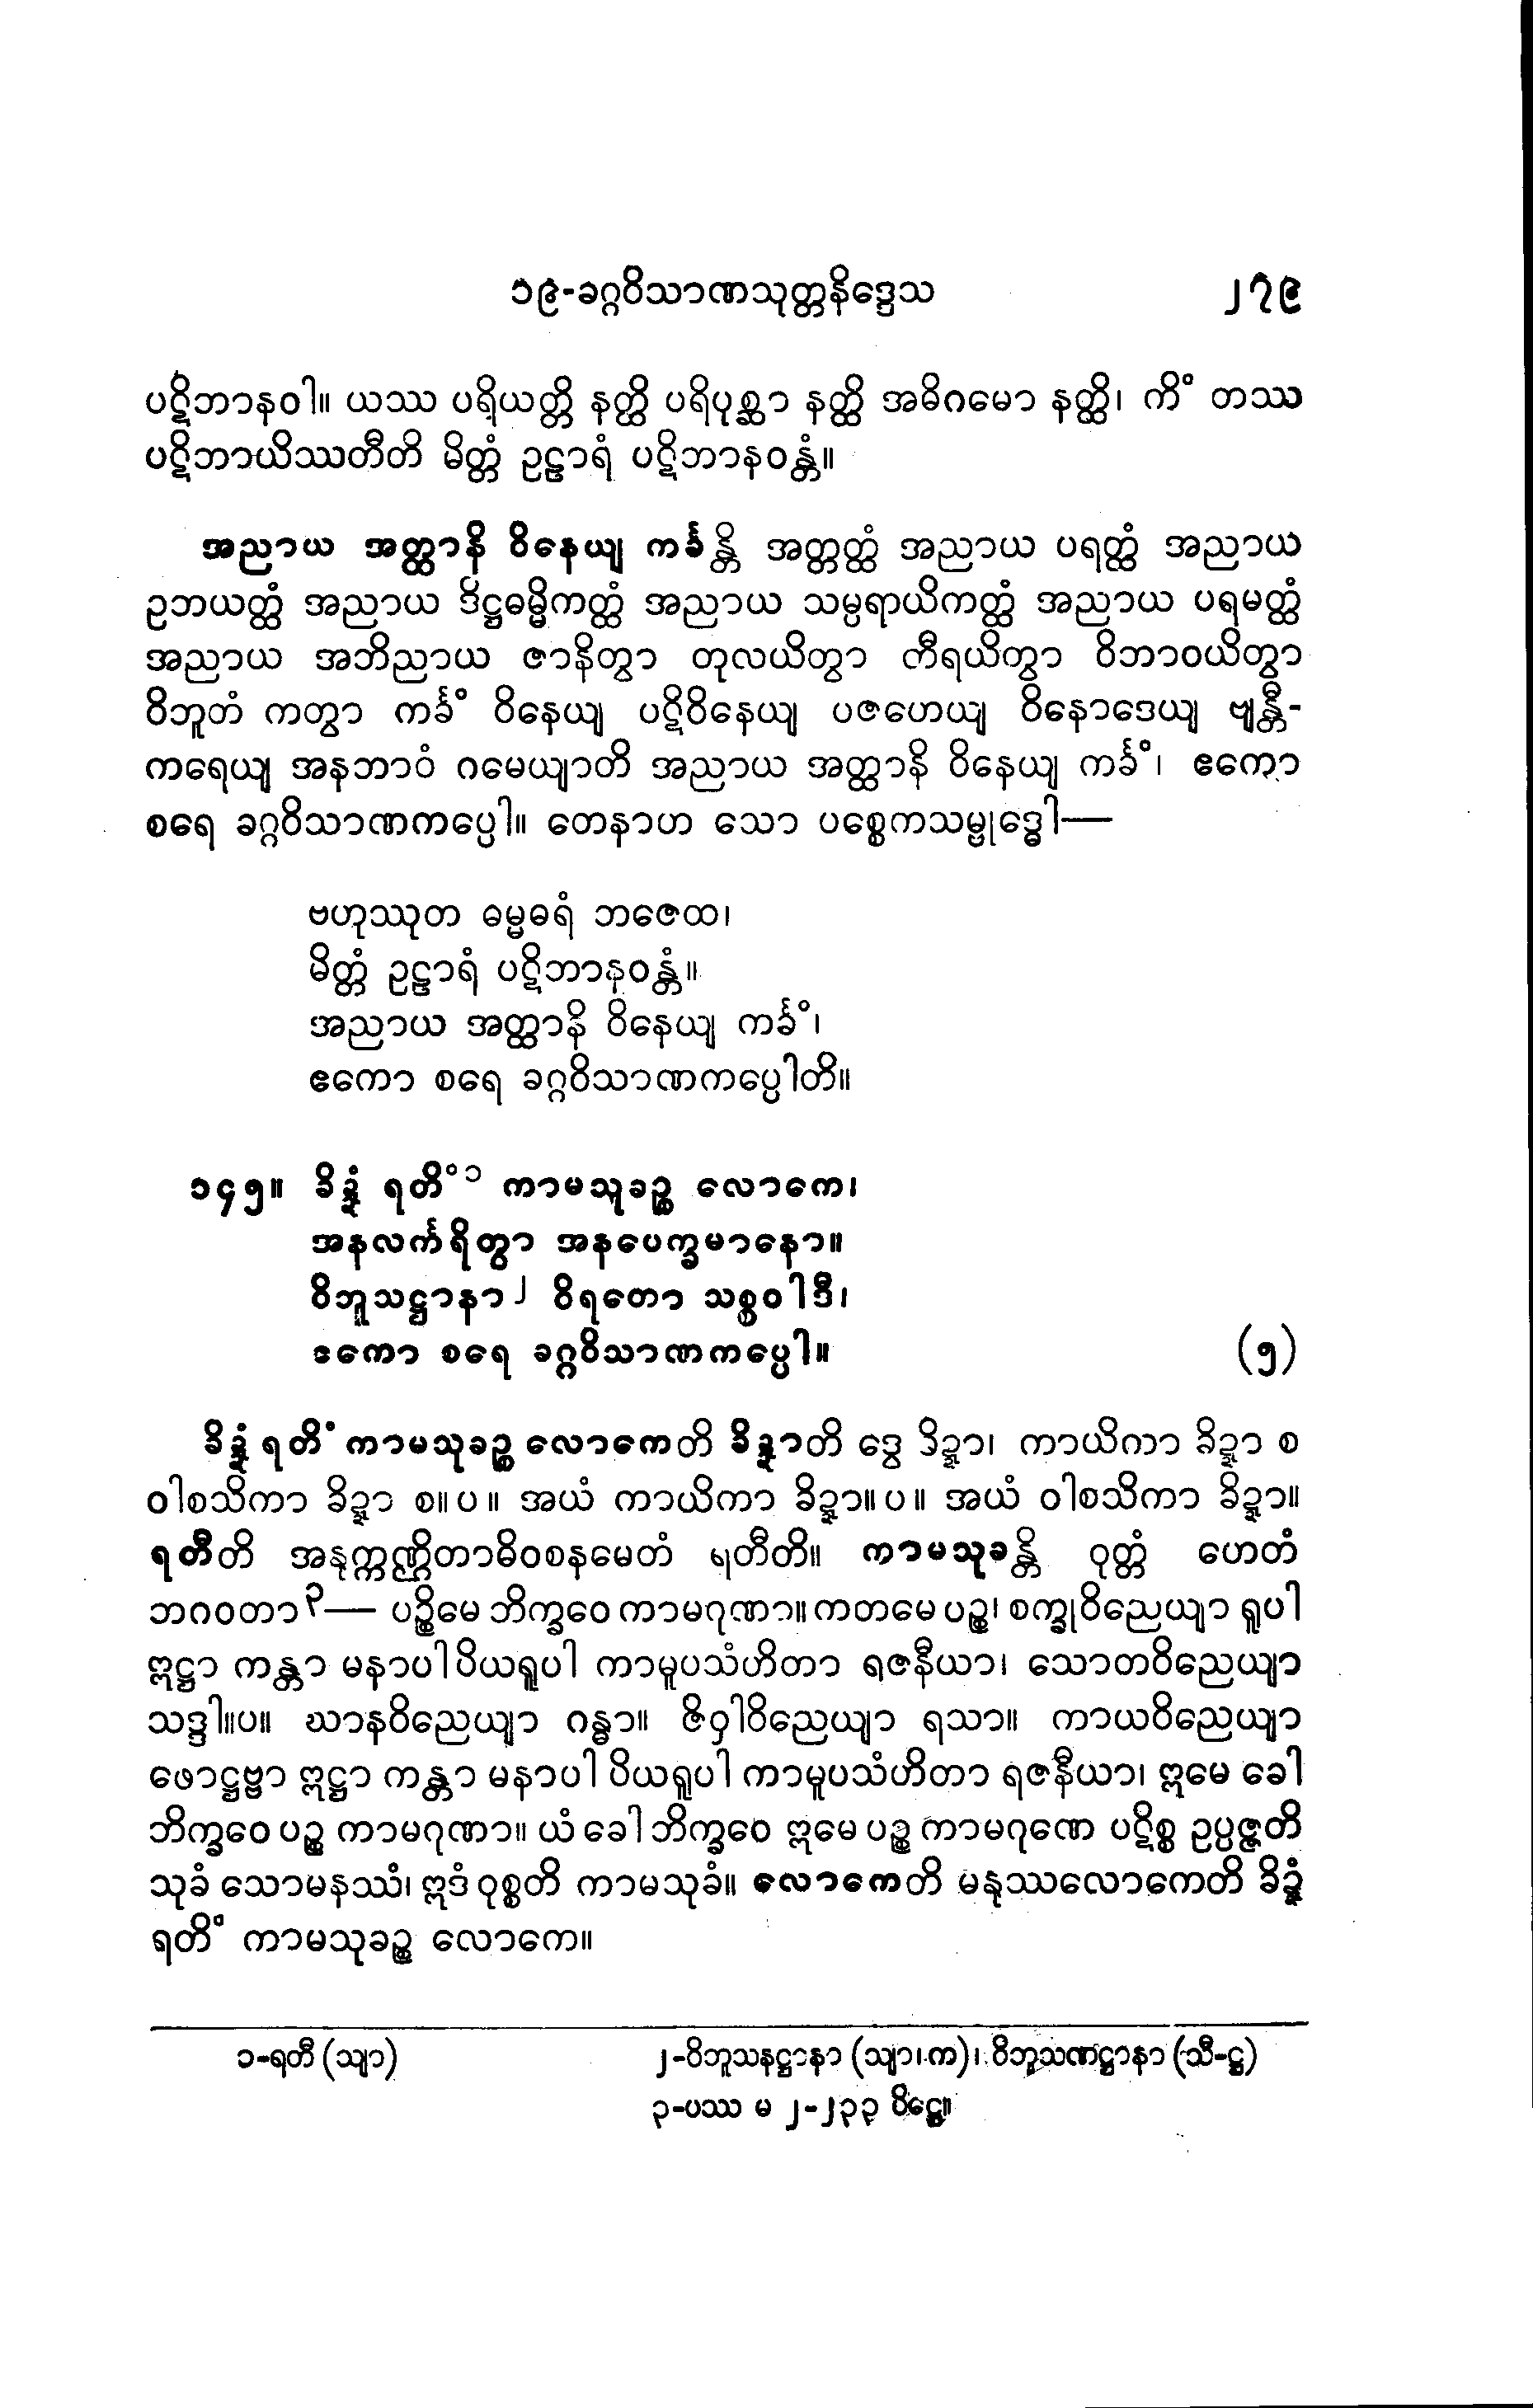 ၁၉-ခဂ္ဂဝိသာဏသုတ္တနိဒ္ဒေသ ၂၇၉
ပဋိဘာနဝါ။ ယဿ ပရိယတ္တိ နတ္ထိ ပရိပုစ္ဆာ နတ္ထိ အဓိဂမော နတ္ထိ၊ ကိံ တဿ
ပဋိဘာယိဿတီတိ မိတ္တံ ဥဠာရံ ပဋိဘာနဝန္တံ။
အညာယ အတ္ထာနိ ဝိနေယျ ကင်္ခန္တိ အတ္တတ္ထံ အညာယ ပရတ္ထံ အညာယ
ဥဘယတ္ထံ အညာယ ဒိဋ္ဌဓမ္မိကတ္ထံ အညာယ သမ္ပရာယိကတ္ထံ အညာယ ပရမတ္ထံ
အညာယ အဘိညာယ ဇာနိတွာ တုလယိတွာ တီရယိတွာ ဝိဘာဝယိတွာ
ဝိဘူတံ ကတွာ ကင်္ခံ ဝိနေယျ ပဋိဝိနေယျ ပဇဟေယျ ဝိနောဒေယျ ဗျန္တီ-
ကရေယျ အနဘာဝံ ဂမေယျာတိ အညာယ အတ္ထာနိ ဝိနေယျ ကင်္ခံ၊ ဧကော
စရေ ခဂ္ဂဝိသာဏကပ္ပေါ။ တေနာဟ သော ပစ္စေကသမ္ဗုဒ္ဓေါ—
ဗဟုဿုတ ဓမ္မဓရံ ဘဇေထ၊
မိတ္တံ ဥဠာရံ ပဋိဘာနဝန္တံ။
အညာယ အတ္ထာနိ ဝိနေယျ ကင်္ခံ၊
ဧကော စရေ ခဂ္ဂဝိသာဏကပ္ပေါတိ။
၁၄၅။ ခိဍ္ဍံ ရတိံ၁ ကာမသုခဉ္စ လောကေ၊
အနလင်္ကရိတွာ အနပေက္ခမာနော။
ဝိဘူသဋ္ဌာနာ၂ ဝိရတော သစ္စဝါဒီ၊
ဧကော စရေ ခဂ္ဂဝိသာဏကပ္ပေါ။ (၅)
ခိဍ္ဍံ ရတိံ ကာမသုခဉ္စ လောကေတိ ခိဍ္ဍာတိ ဒွေ ဒိဍ္ဍာ၊ ကာယိကာ ခိဍ္ဍာ စ
ဝါစသိကာ ခိဍ္ဍာ စ။ပ။ အယံ ကာယိကာ ခိဍ္ဍာ။ပ။ အယံ ဝါစသိကာ ခိဍ္ဍာ။
ရတီတိ အနုက္ကဏ္ဌိတာဓိဝစနမေတံ ရတီတိ။ ကာမသုခန္တိ ဝုတ္တံ ဟေတံ
ဘဂဝတာ၃— ပဉ္စိမေ ဘိက္ခဝေ ကာမဂုဏာ။ ကတမေ ပဉ္စ၊ စက္ခုဝိညေယျာ ရူပါ
ဣဋ္ဌာ ကန္တာ မနာပါ ပိယရူပါ ကာမူပသံဟိတာ ရဇနီယာ၊ သောတဝိညေယျာ
သဒ္ဒါ။ပ။ ဃာနဝိညေယျာ ဂန္ဓာ။ ဇိဝှါဝိညေယျာ ရသာ။ ကာယဝိညေယျာ
ဖောဋ္ဌဗ္ဗာ ဣဋ္ဌာ ကန္တာ မနာပါ ပိယရူပါ ကာမူပသံဟိတာ ရဇနီယာ၊ ဣမေ ခေါ
ဘိက္ခဝေ ပဉ္စ ကာမဂုဏာ။ ယံ ခေါ ဘိက္ခဝေ ဣမေ ပဉ္စ ကာမဂုဏေ ပဋိစ္စ ဥပ္ပဇ္ဇတိ
သုခံ သောမနဿံ၊ ဣဒံ ဝုစ္စတိ ကာမသုခံ။ လောကေတိ မနုဿလောကေတိ ခိဍ္ဍံ
ရတိံ ကာမသုခဉ္စ လောကေ။
၁-ရတီ (သျာ) ၂-ဝိဘူသနဋ္ဌာနာ (သျာ၊က)၊ ဝိဘူသဏဋ္ဌာနာ (သီ-ဋ္ဌ)
၃-ပဿ မ ၂-၂၃၃ ပိဋ္ဌေ။